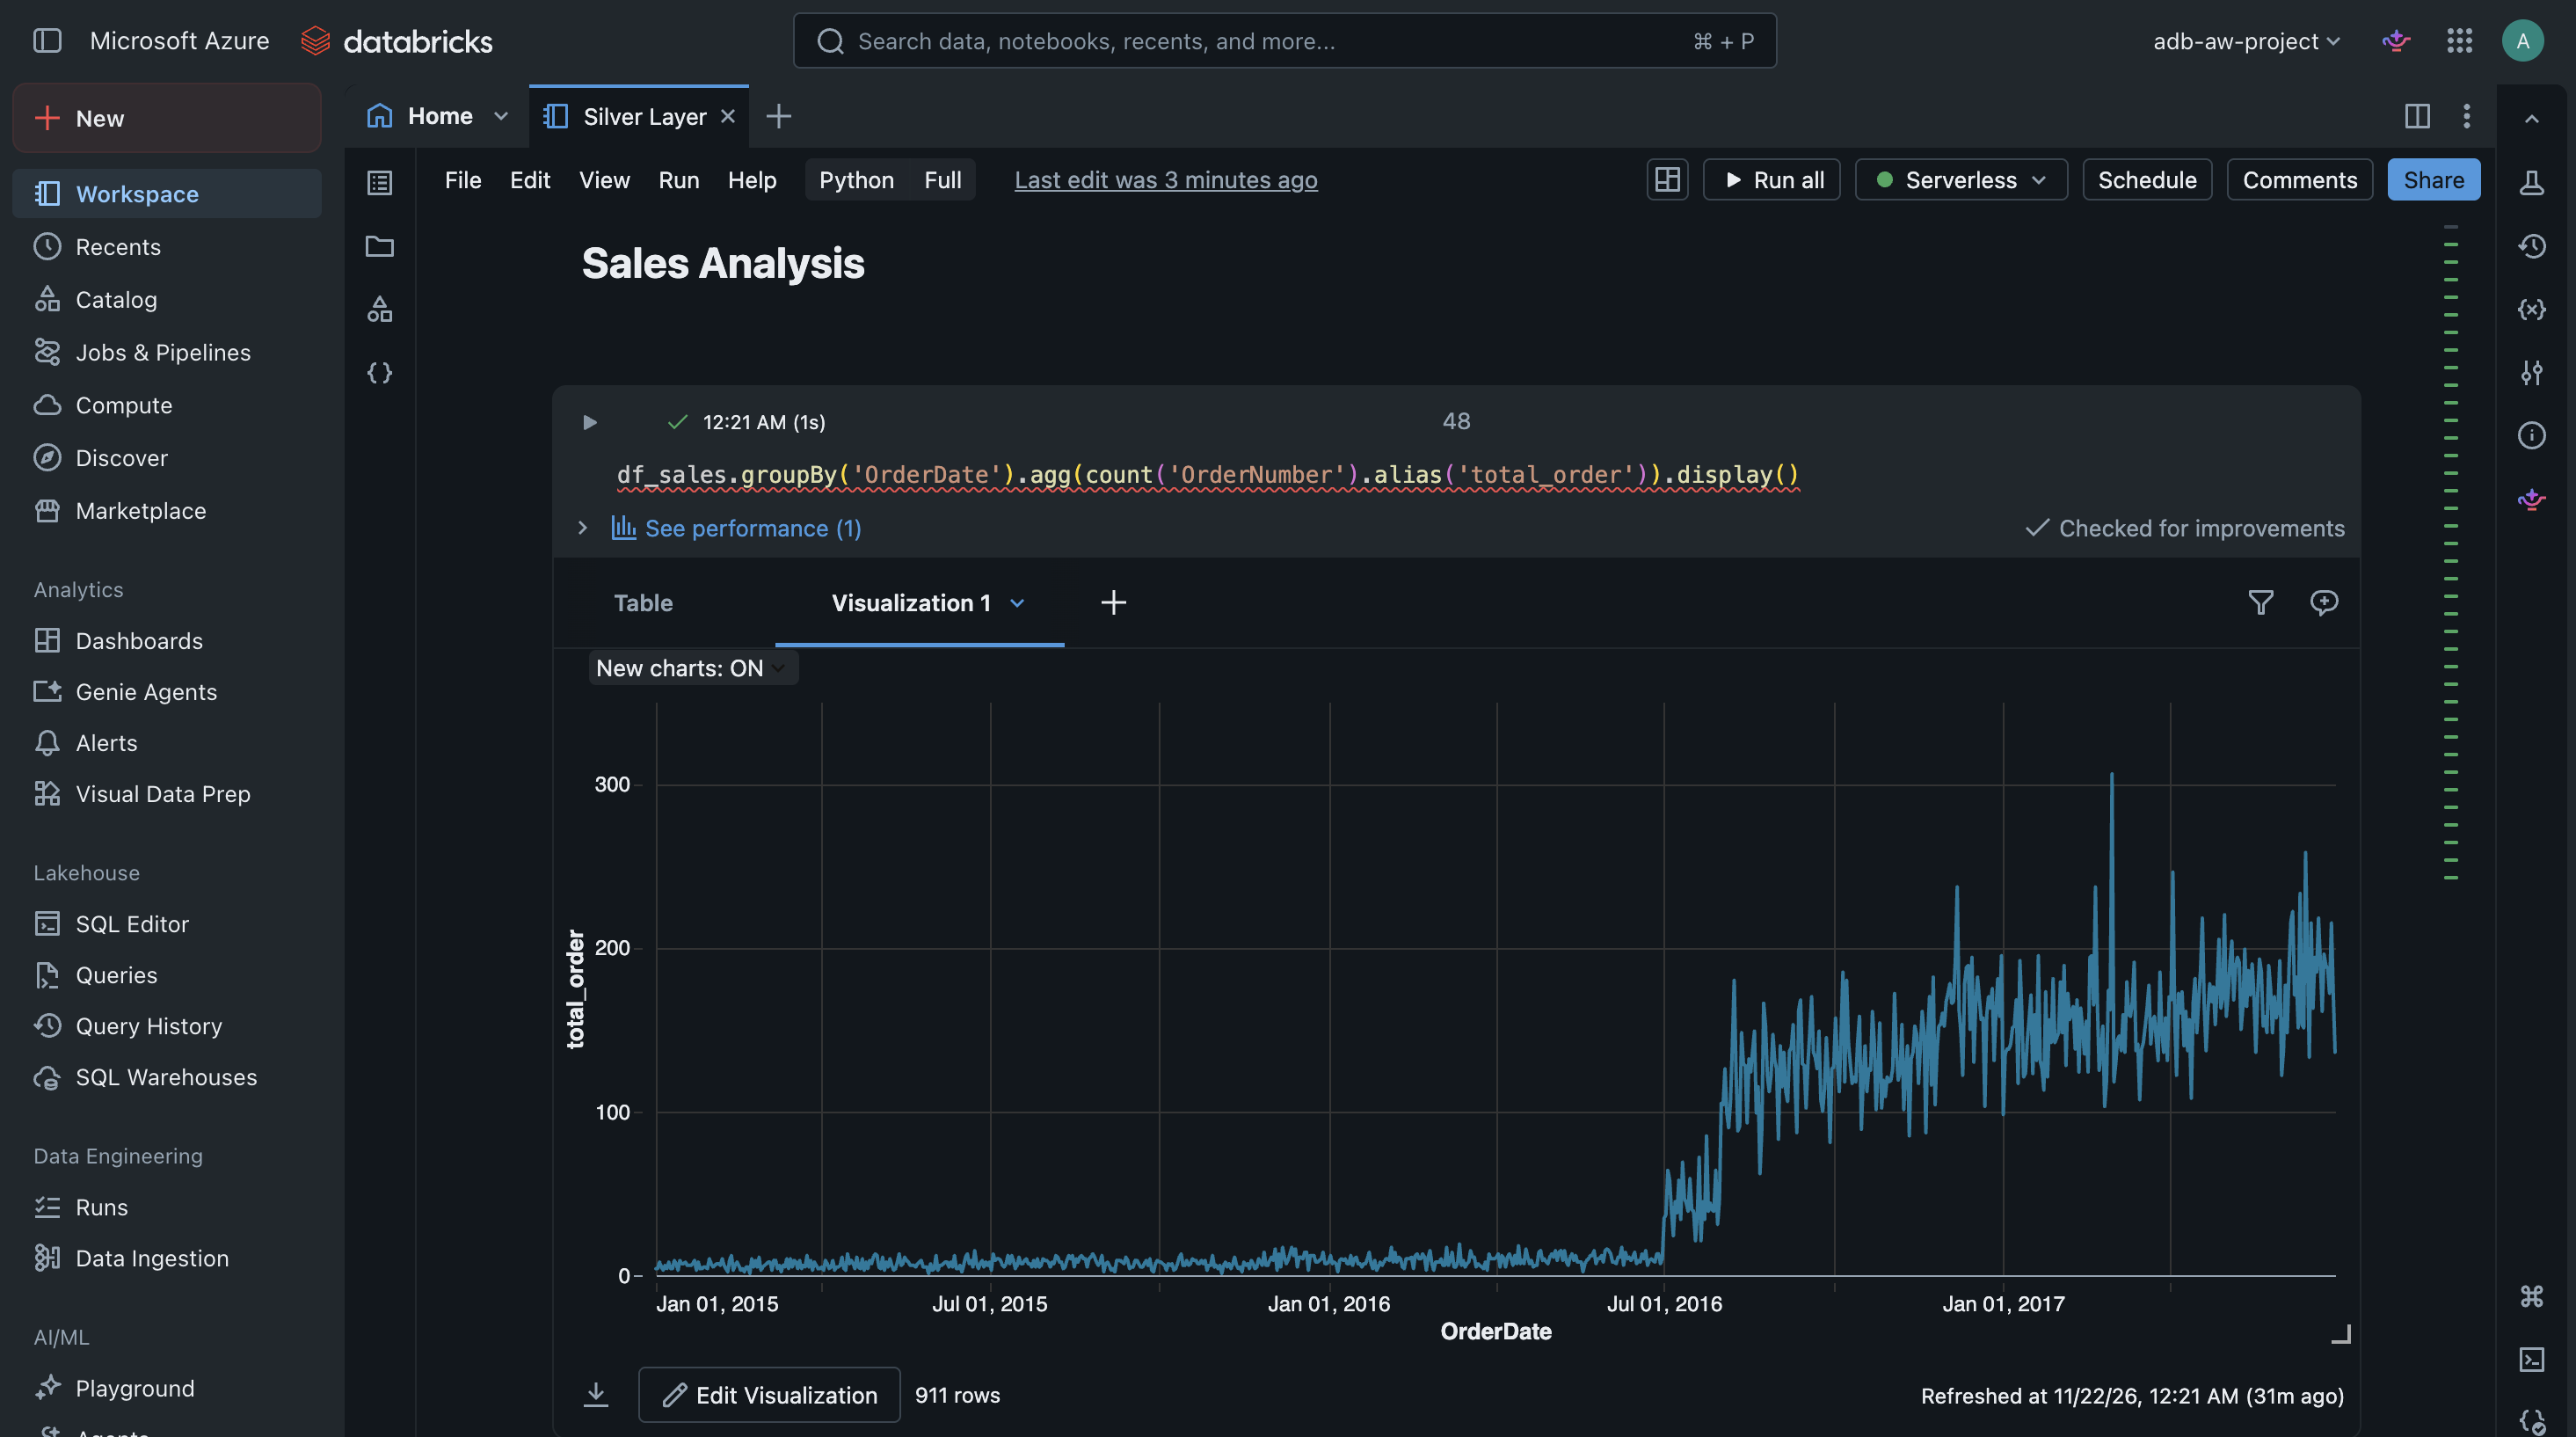 Microsoft Azure databricks
Search data, notebooks, recents, and more... ⌘ + P
adb-aw-project
A
New
Workspace
Recents
Catalog
Jobs & Pipelines
Compute
Discover
Marketplace
Analytics
Dashboards
Genie Agents
Alerts
Visual Data Prep
Lakehouse
SQL Editor
Queries
Query History
SQL Warehouses
Data Engineering
Runs
Data Ingestion
AI/ML
Playground
Home
Silver Layer
File Edit View Run Help Python Full Last edit was 3 minutes ago
Run all Serverless Schedule Comments Share
Sales Analysis
12:21 AM (1s) 48
df_sales.groupBy('OrderDate').agg(count('OrderNumber').alias('total_order')).display()
See performance (1) Checked for improvements
Table Visualization 1
New charts: ON
300
200
100
0
total_order
Jan 01, 2015 Jul 01, 2015 Jan 01, 2016 Jul 01, 2016 Jan 01, 2017
OrderDate
Edit Visualization 911 rows
Refreshed at 11/22/26, 12:21 AM (31m ago)